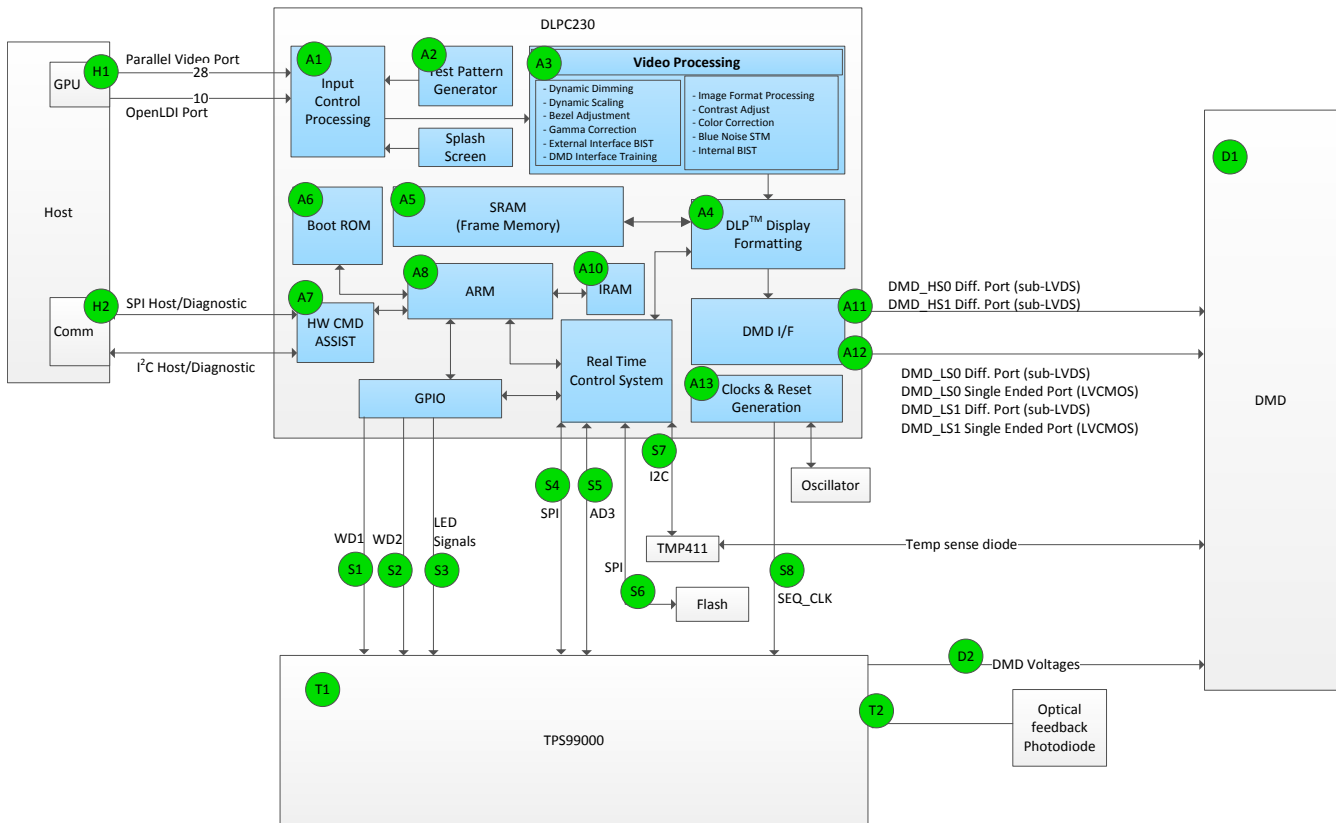 DLPC230
Host
GPU
H1
Parallel Video Port
28
10
OpenLDI Port
A1
Input
Control
Processing
A2
Test Pattern
Generator
Splash
Screen
A3
Video Processing
- Dynamic Dimming
- Dynamic Scaling
- Bezel Adjustment
- Gamma Correction
- External Interface BIST
- DMD Interface Training
- Image Format Processing
- Contrast Adjust
- Color Correction
- Blue Noise STM
- Internal BIST
A6
Boot ROM
A5
SRAM
(Frame Memory)
A4
DLP™ Display
Formatting
Comm
H2
SPI Host/Diagnostic
I²C Host/Diagnostic
A7
HW CMD
ASSIST
A8
ARM
A10
IRAM
Real Time
Control System
GPIO
DMD I/F
A11
A12
A13
Clocks & Reset
Generation
DMD_HS0 Diff. Port (sub-LVDS)
DMD_HS1 Diff. Port (sub-LVDS)
DMD_LS0 Diff. Port (sub-LVDS)
DMD_LS0 Single Ended Port (LVCMOS)
DMD_LS1 Diff. Port (sub-LVDS)
DMD_LS1 Single Ended Port (LVCMOS)
D1
DMD
Oscillator
S7
I2C
S4
SPI
S5
AD3
WD1
S1
WD2
S2
LED
Signals
S3
TMP411
Temp sense diode
SPI
S6
Flash
S8
SEQ_CLK
D2
DMD Voltages
T1
TPS99000
T2
Optical
feedback
Photodiode